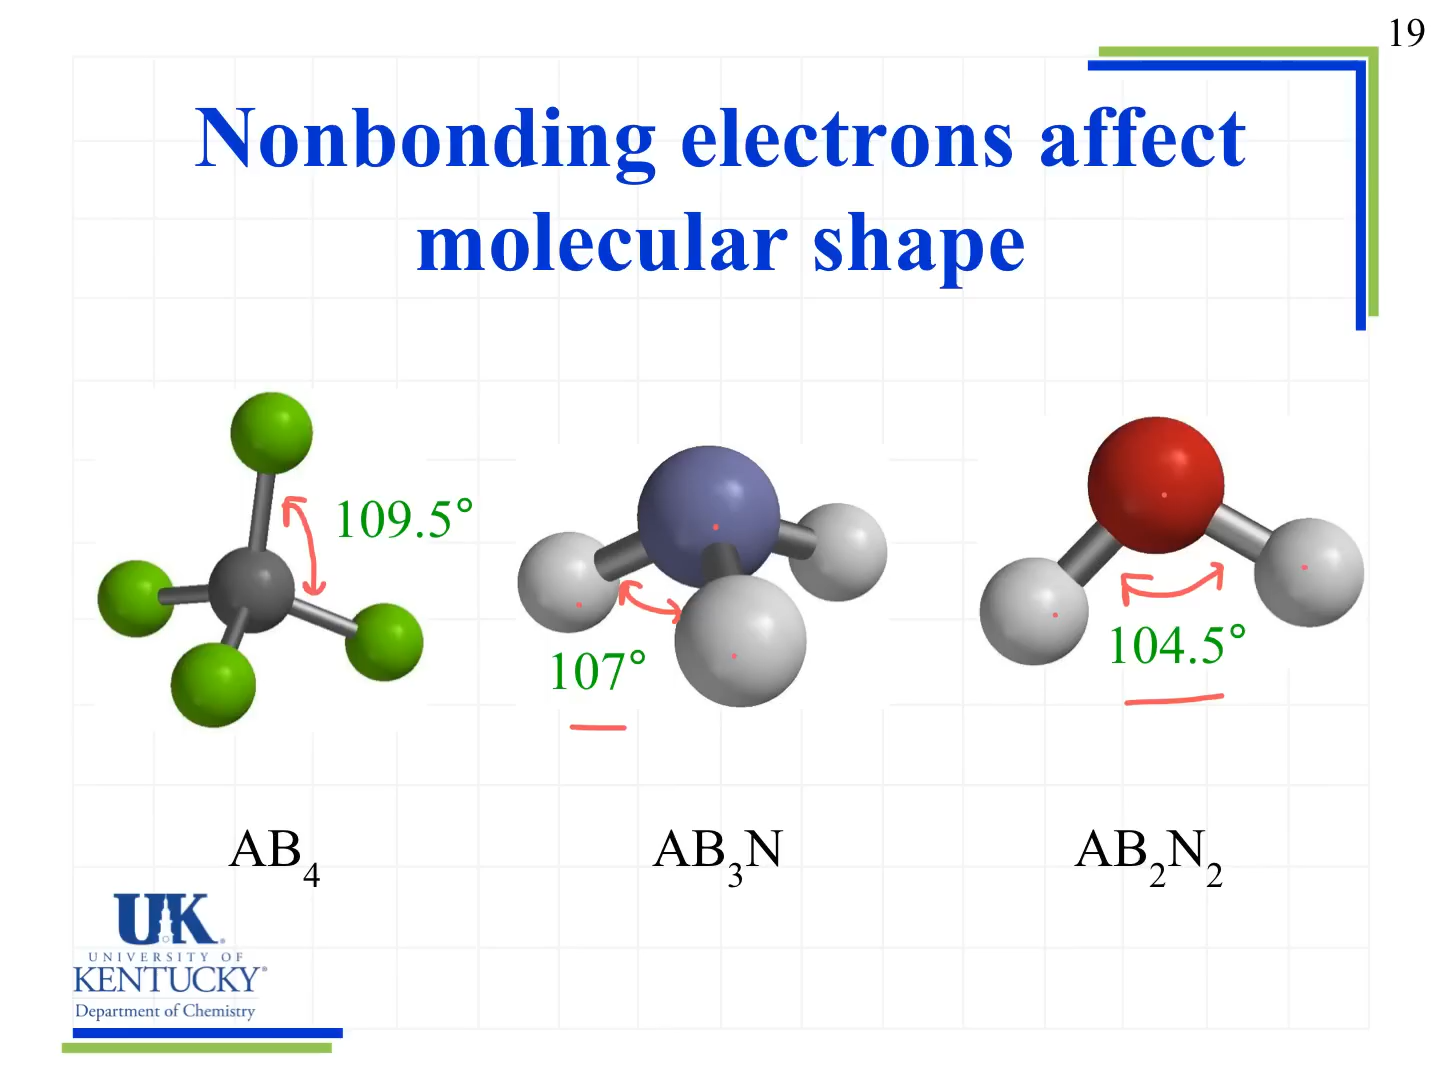 19
Nonbonding electrons affect
molecular shape
109.5°
107°
104.5°
AB₄
AB₃N
AB₂N₂
UK
UNIVERSITY OF
KENTUCKY®
Department of Chemistry